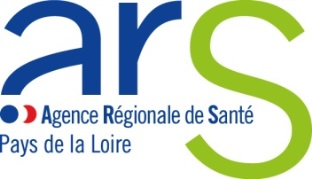 ars
Agence Régionale de Santé
Pays de la Loire